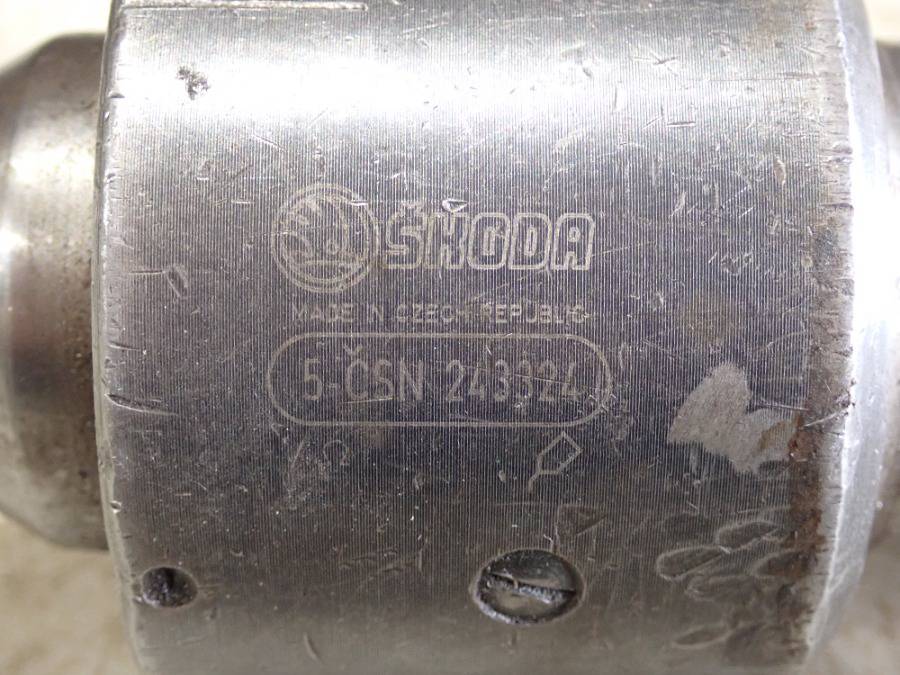 ŠKODA
MADE IN CZECH REPUBLIC
5-ČSN 243324